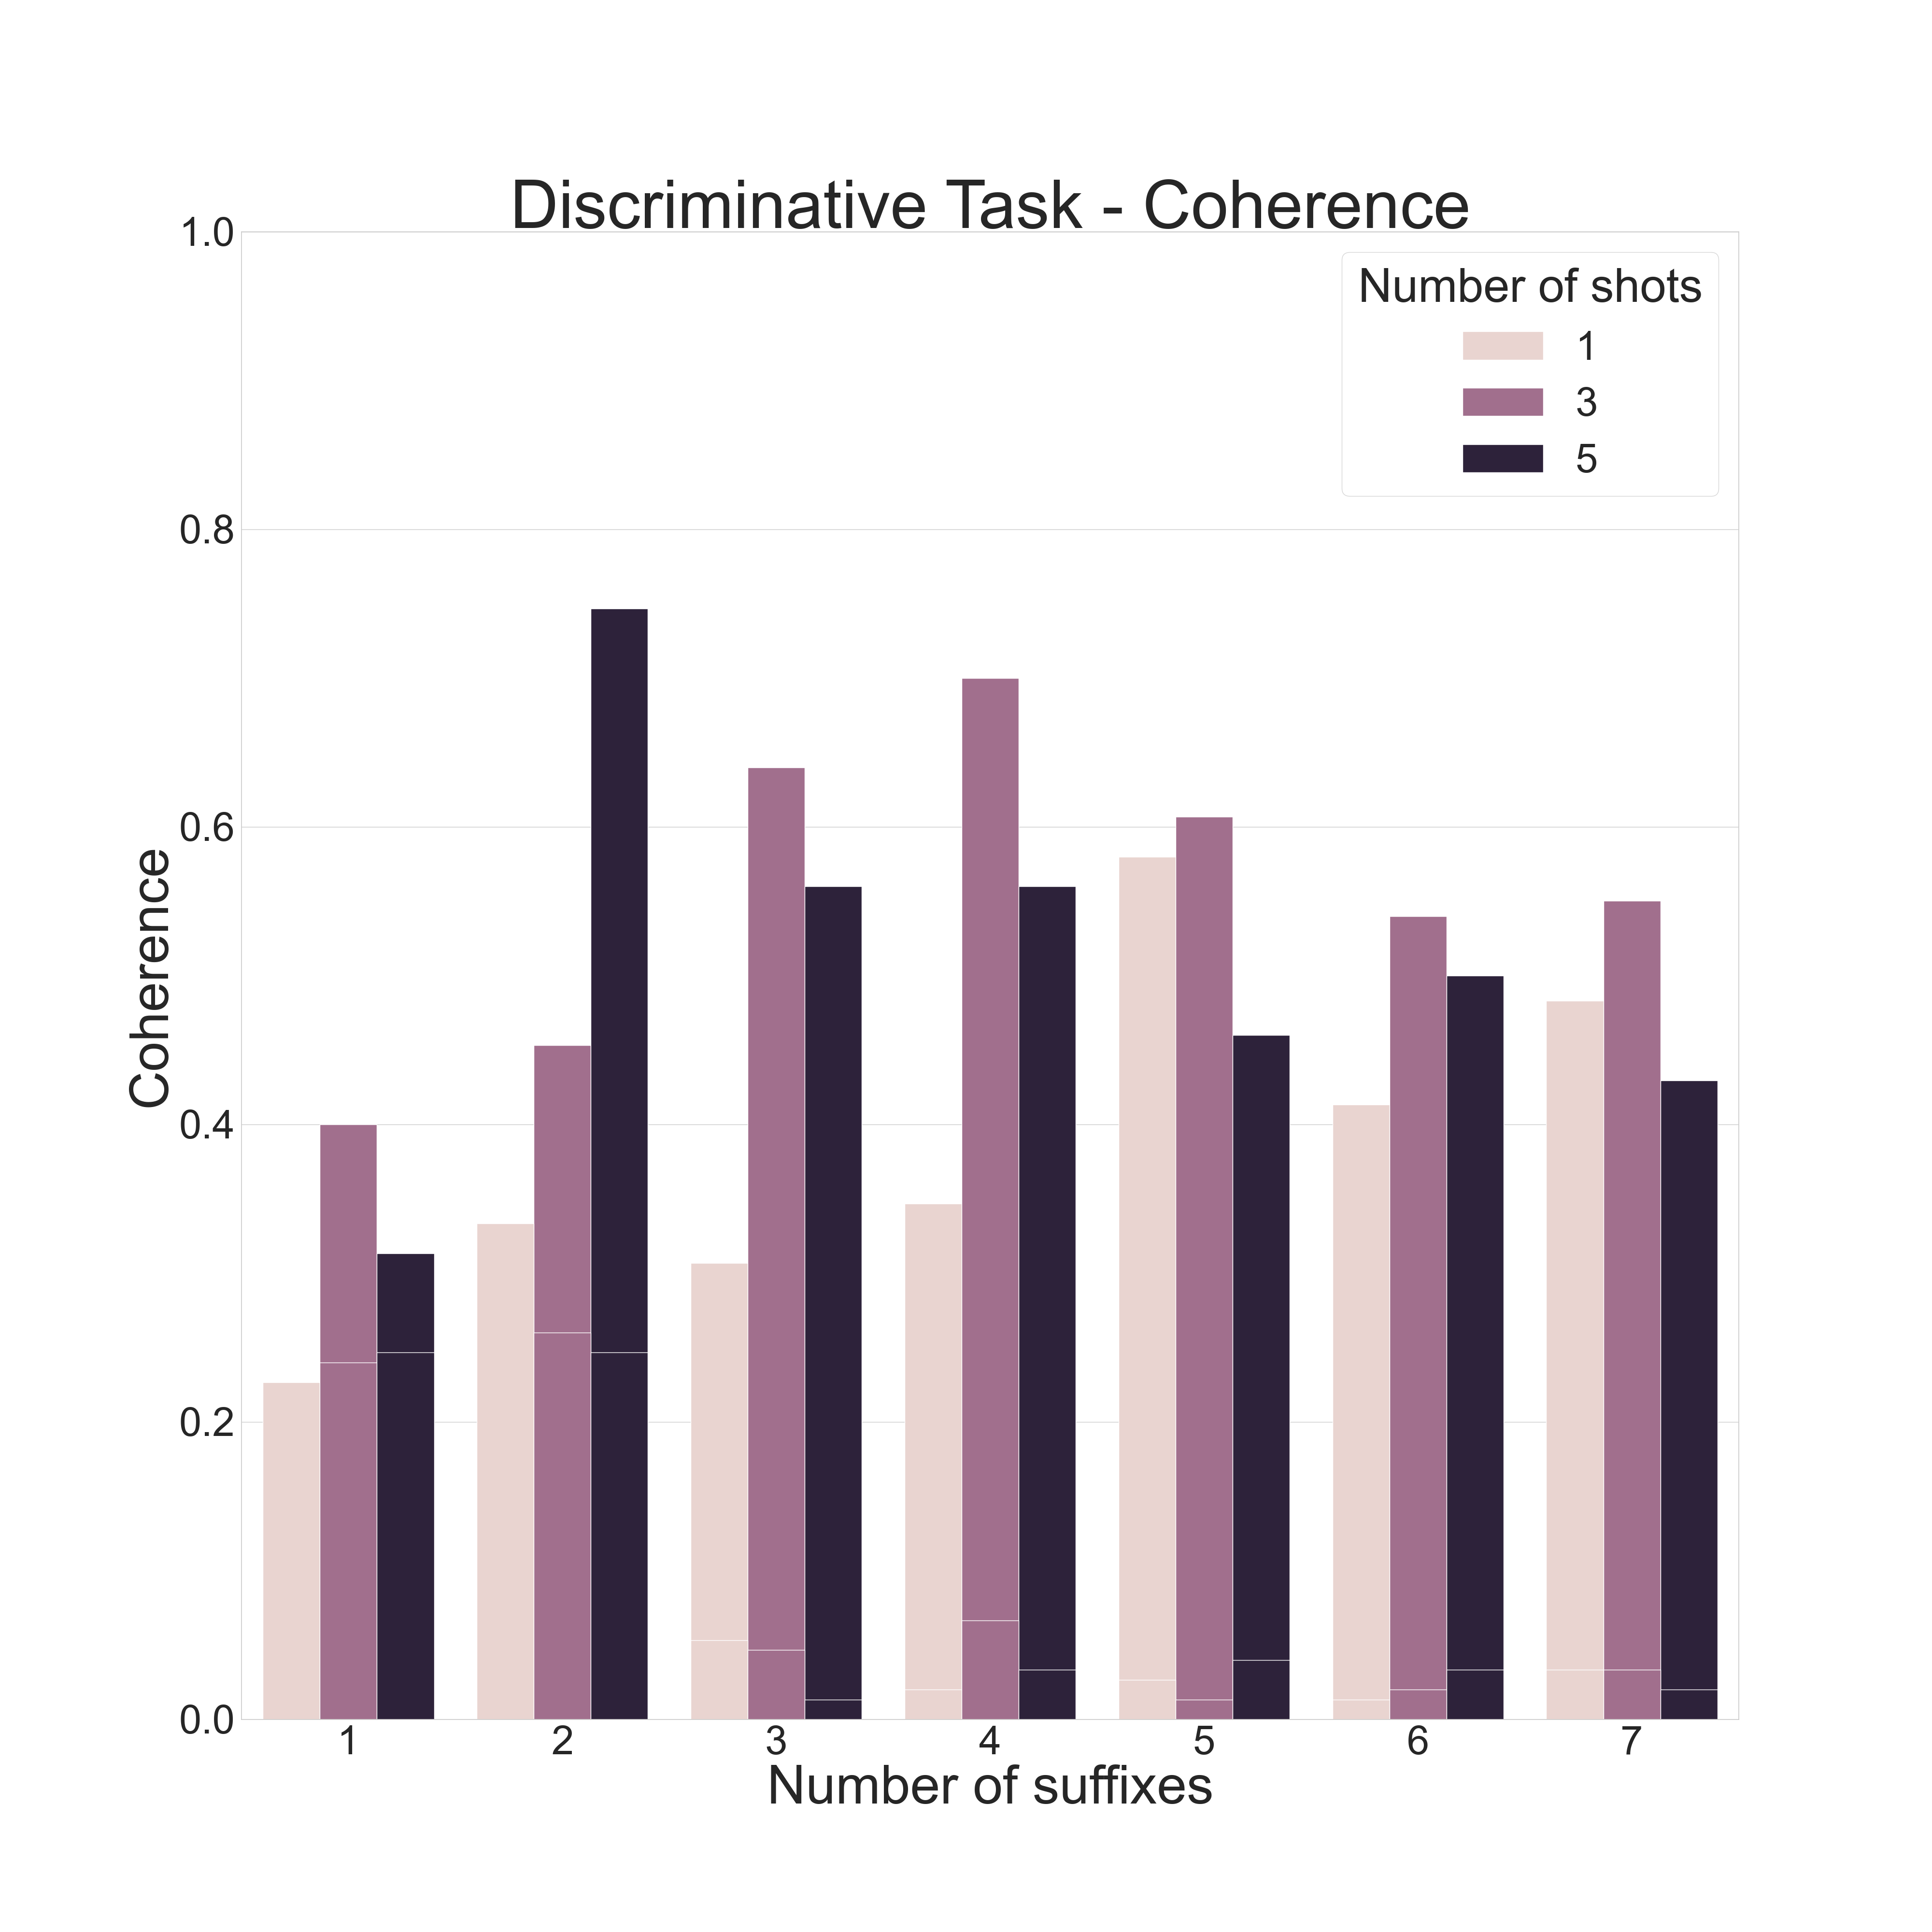 Discriminative Task - Coherence
Number of shots
1
3
5
1.0
0.8
0.6
0.4
0.2
0.0
Coherence
1 2 3 4 5 6 7
Number of suffixes